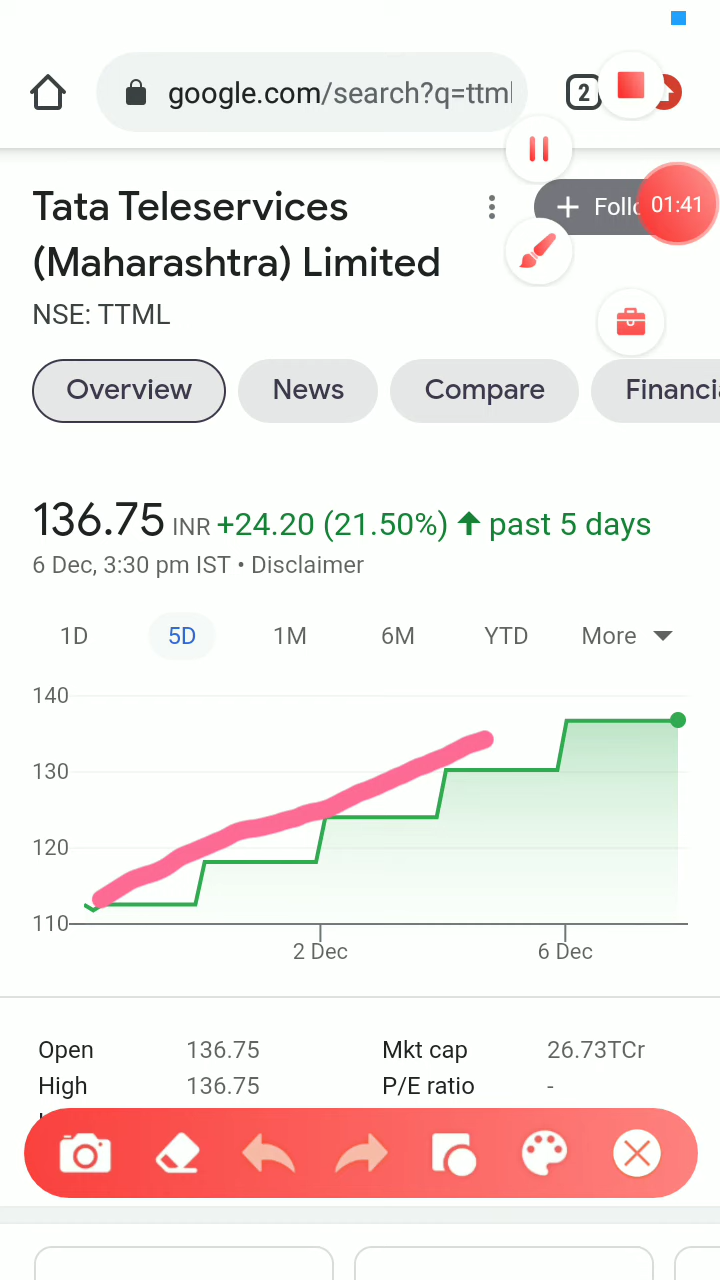 google.com/search?q=ttml
2
Tata Teleservices
(Maharashtra) Limited
NSE: TTML
+ Follo
01:41
Overview
News
Compare
Financia
136.75 INR +24.20 (21.50%) ↑ past 5 days
6 Dec, 3:30 pm IST • Disclaimer
1D
5D
1M
6M
YTD
More
140
130
120
110
2 Dec
6 Dec
Open 136.75 Mkt cap 26.73TCr
High 136.75 P/E ratio -